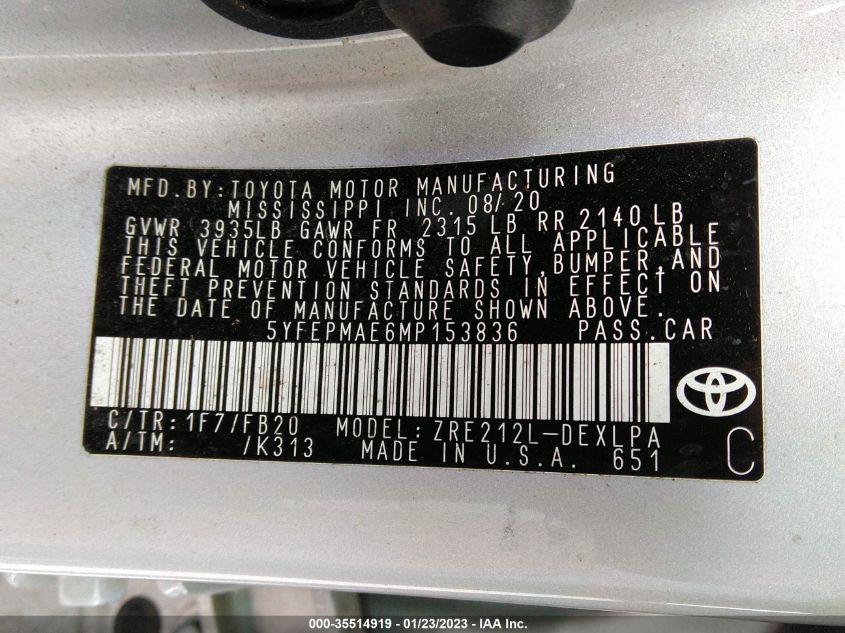 MFD. BY: TOYOTA MOTOR MANUFACTURING
MISSISSIPPI INC. 08/20
GVWR 3935LB GAWR FR 2315 LB RR 2140 LB
THIS VEHICLE CONFORMS TO ALL APPLICABLE
FEDERAL MOTOR VEHICLE SAFETY, BUMPER, AND
THEFT PREVENTION STANDARDS IN EFFECT ON
THE DATE OF MANUFACTURE SHOWN ABOVE.
5YFEPMAE6MP153836 PASS. CAR
C/TR: 1F7/FB20 MODEL: ZRE212L-DEXLPA
A/TM: /K313 MADE IN U.S.A. 651 C
000-35514919 - 01/23/2023 - IAA Inc.